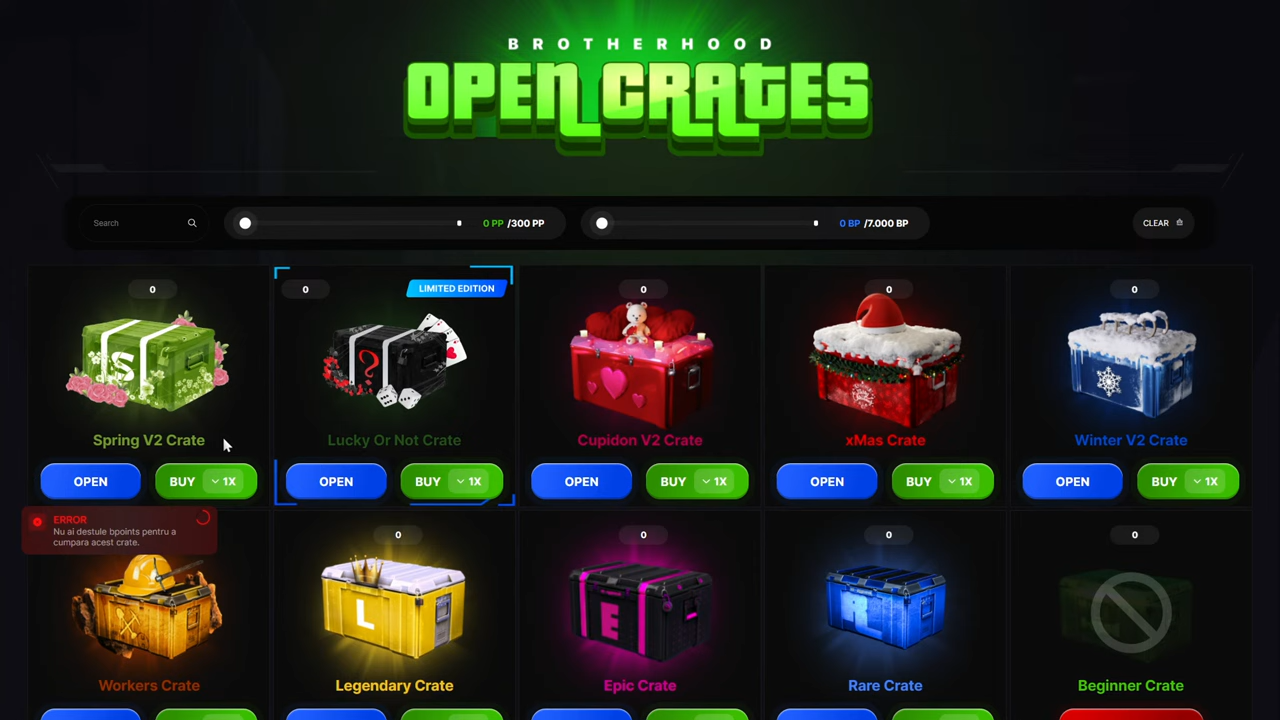 BROTHERHOOD
OPEN CRATES
Search
0 PP /300 PP
0 BP /7.000 BP
CLEAR
0
0
LIMITED EDITION
0
0
0
S
?
Spring V2 Crate
Lucky Or Not Crate
Cupidon V2 Crate
xMas Crate
Winter V2 Crate
OPEN
BUY 1X
OPEN
BUY 1X
OPEN
BUY 1X
OPEN
BUY 1X
OPEN
BUY 1X
ERROR
Nu ai destule bpoints pentru a
cumpara acest crate.
0
0
0
0
L
E
R
Workers Crate
Legendary Crate
Epic Crate
Rare Crate
Beginner Crate